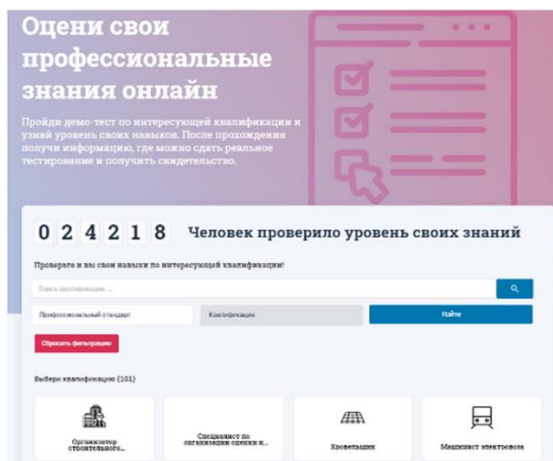 Оцени свои
профессиональные
знания онлайн
Пройди демо-тест по интересующей квалификации и
узнай уровень своих навыков. После прохождения
получи информацию, где можно сдать реальное
тестирование и получить свидетельство.
0 2 4 2 1 8 Человек проверило уровень своих знаний
Проверьте и вы свои навыки по интересующей квалификации!
Поиск квалификации ...
Профессиональный стандарт Квалификация Найти
Сбросить фильтрацию
Выбери квалификацию (101)
Организатор строительного... Специалист по организации оценки и... Кровельщик Машинист электровоза